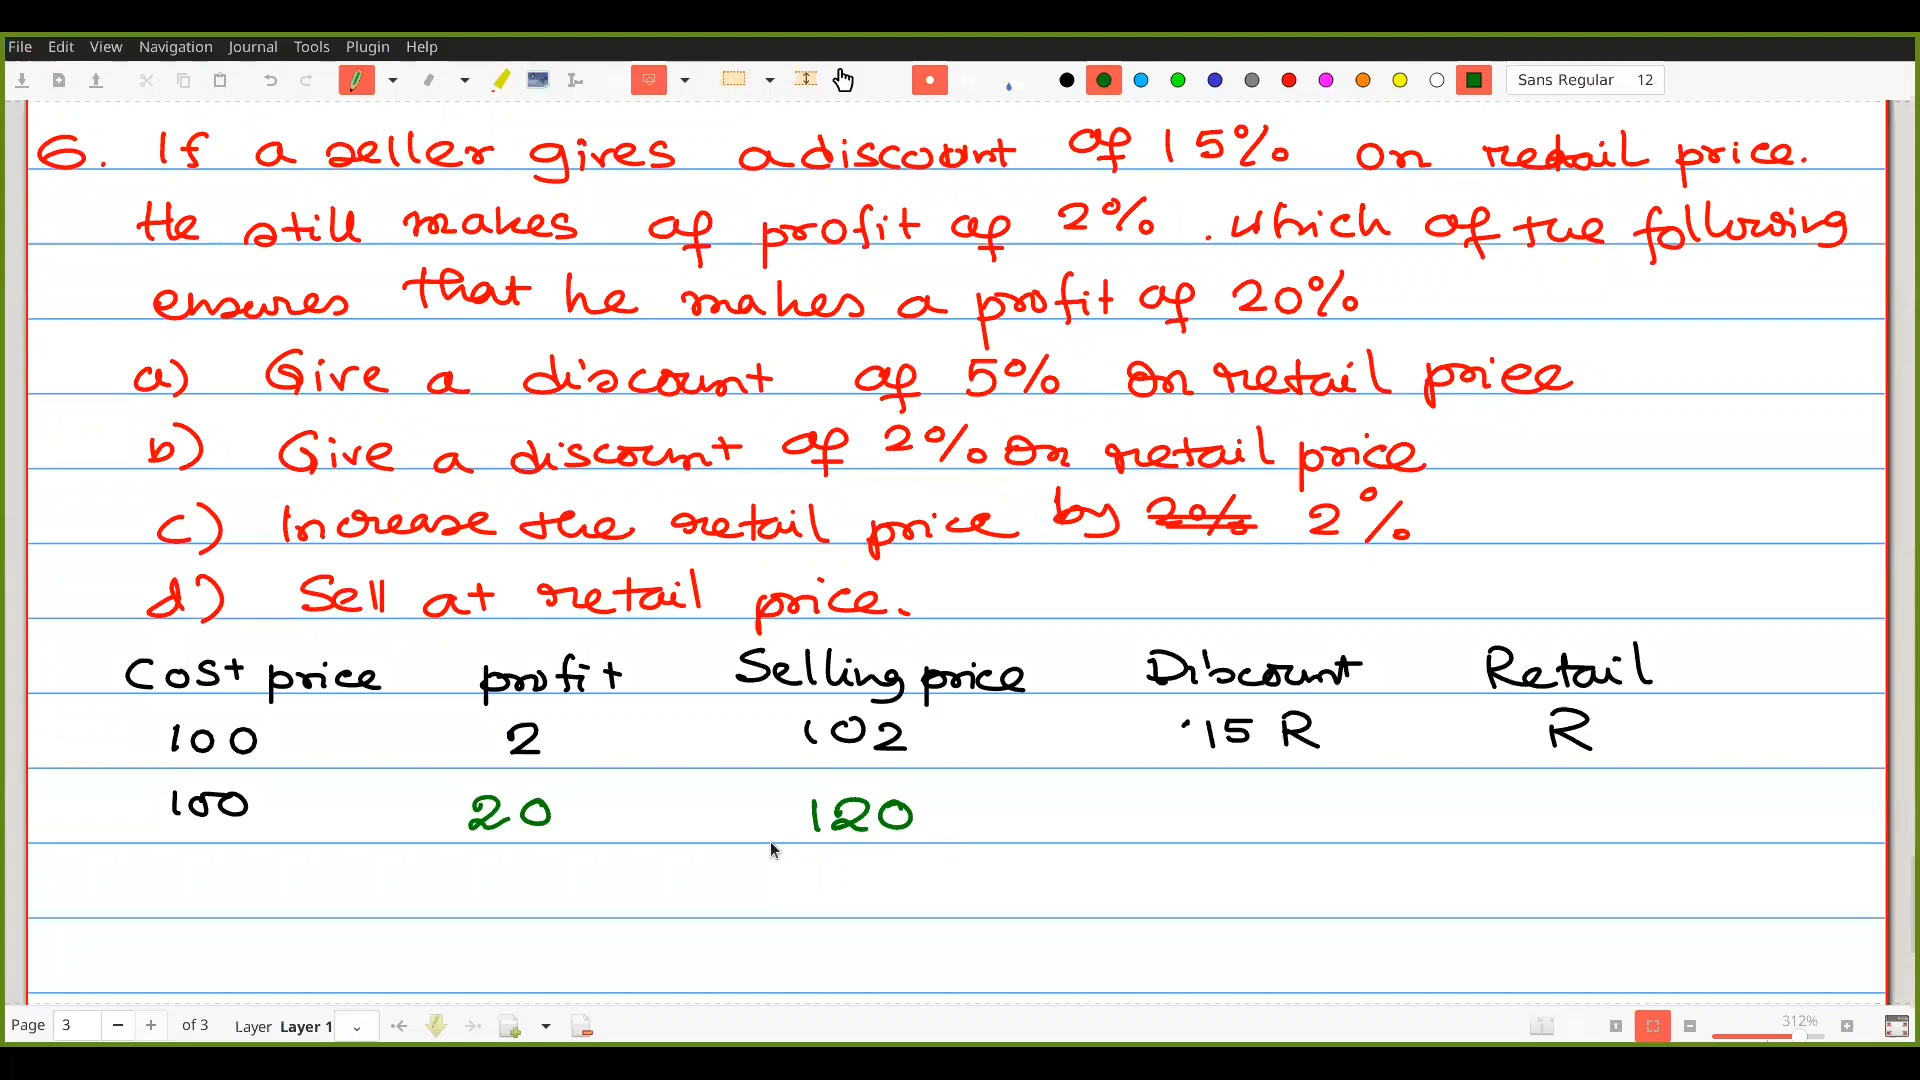 File Edit View Navigation Journal Tools Plugin Help
Sans Regular 12
6. If a seller gives a discount of 15% on retail price.
He still makes of profit of 2%. which of the following
ensures that he makes a profit of 20%
a) Give a discount of 5% on retail price
b) Give a discount of 2% on retail price
c) Increase the retail price by 20% 2%
d) Sell at retail price.
Cost price profit Selling price Discount Retail
100 2 102 .15 R R
100 20 120
Page 3 of 3 Layer Layer 1 312%